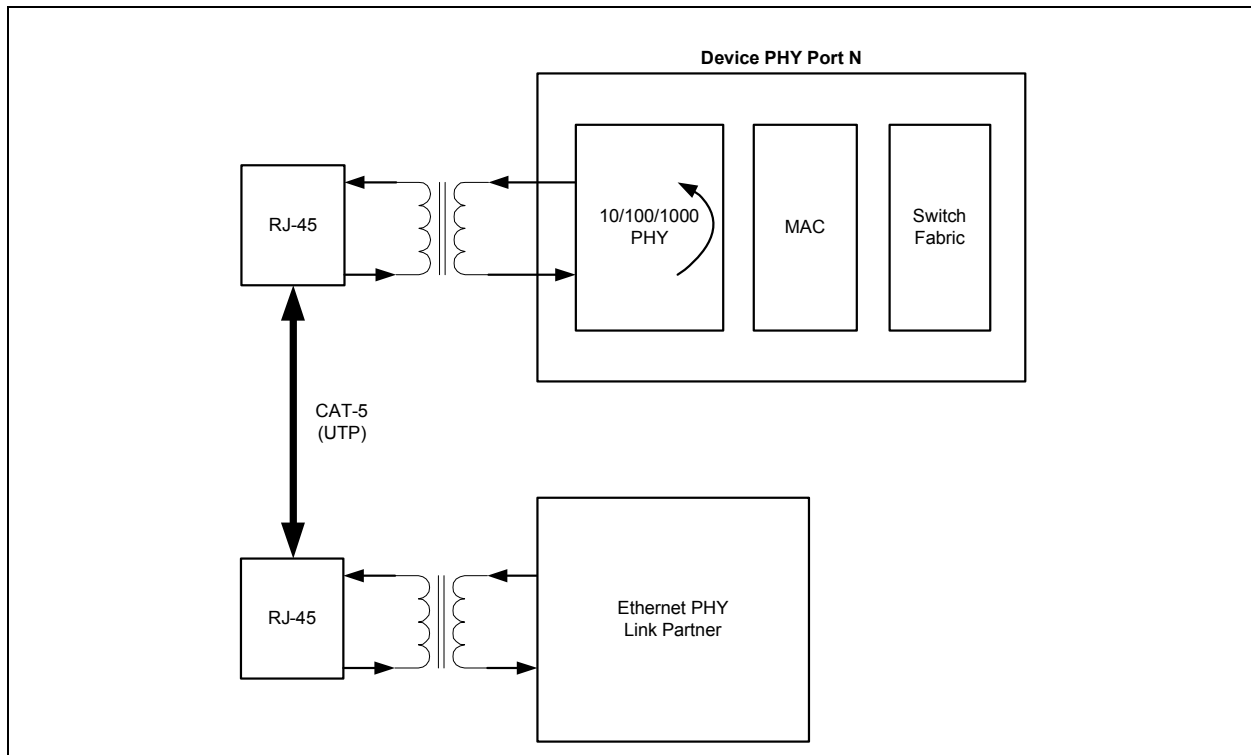 Device PHY Port N
RJ-45
10/100/1000
PHY
MAC
Switch
Fabric
CAT-5
(UTP)
RJ-45
Ethernet PHY
Link Partner